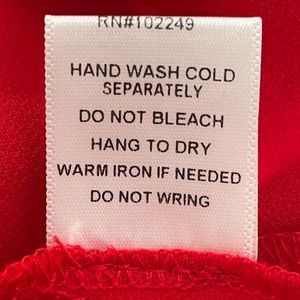 RN#102249
HAND WASH COLD
SEPARATELY
DO NOT BLEACH
HANG TO DRY
WARM IRON IF NEEDED
DO NOT WRING